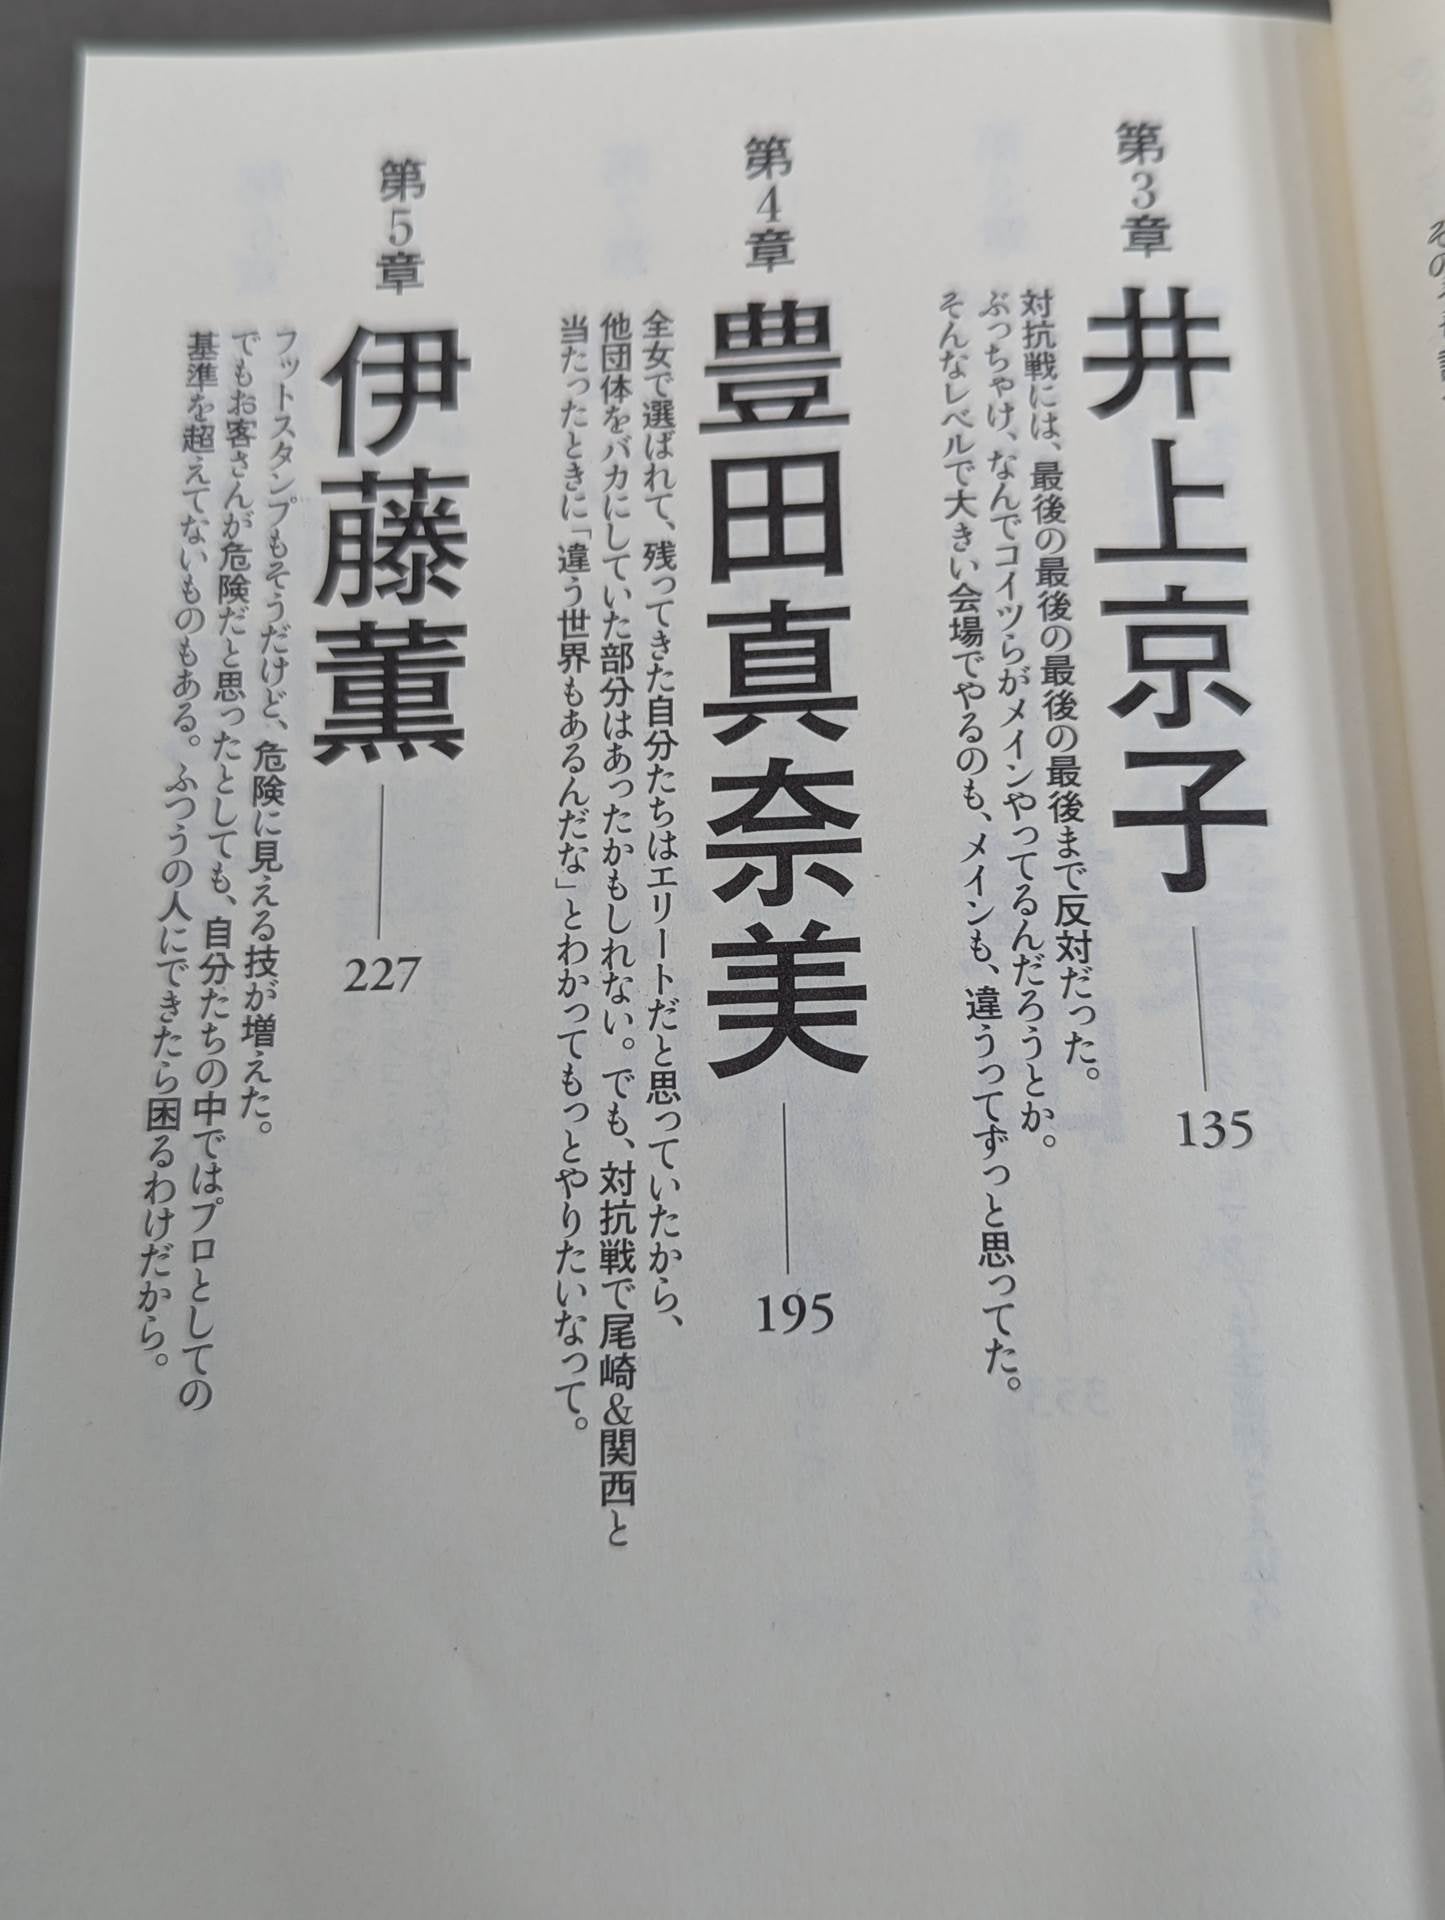 第3章
井上京子
135
対抗戦には、最後の最後の最後の最後まで反対だった。
ぶっちゃけ、なんでコイツらがメインやってるんだろうとか。
そんなレベルで大きい会場でやるのも、メインも、違うってずっと思ってた。
第4章
豊田真奈美
195
全女で選ばれて、残ってきた自分たちはエリートだと思っていたから、
他団体をバカにしていた部分はあったかもしれない。でも、対抗戦で尾崎&関西と
当たったときに「違う世界もあるんだな」とわかってもっとやりたいなって。
第5章
伊藤薫
227
フットスタンプもそうだけど、危険に見える技が増えた。
でもお客さんが危険だと思ったとしても、自分たちの中ではプロとしての
基準を超えてないものもある。ふつうの人にできたら困るわけだから。